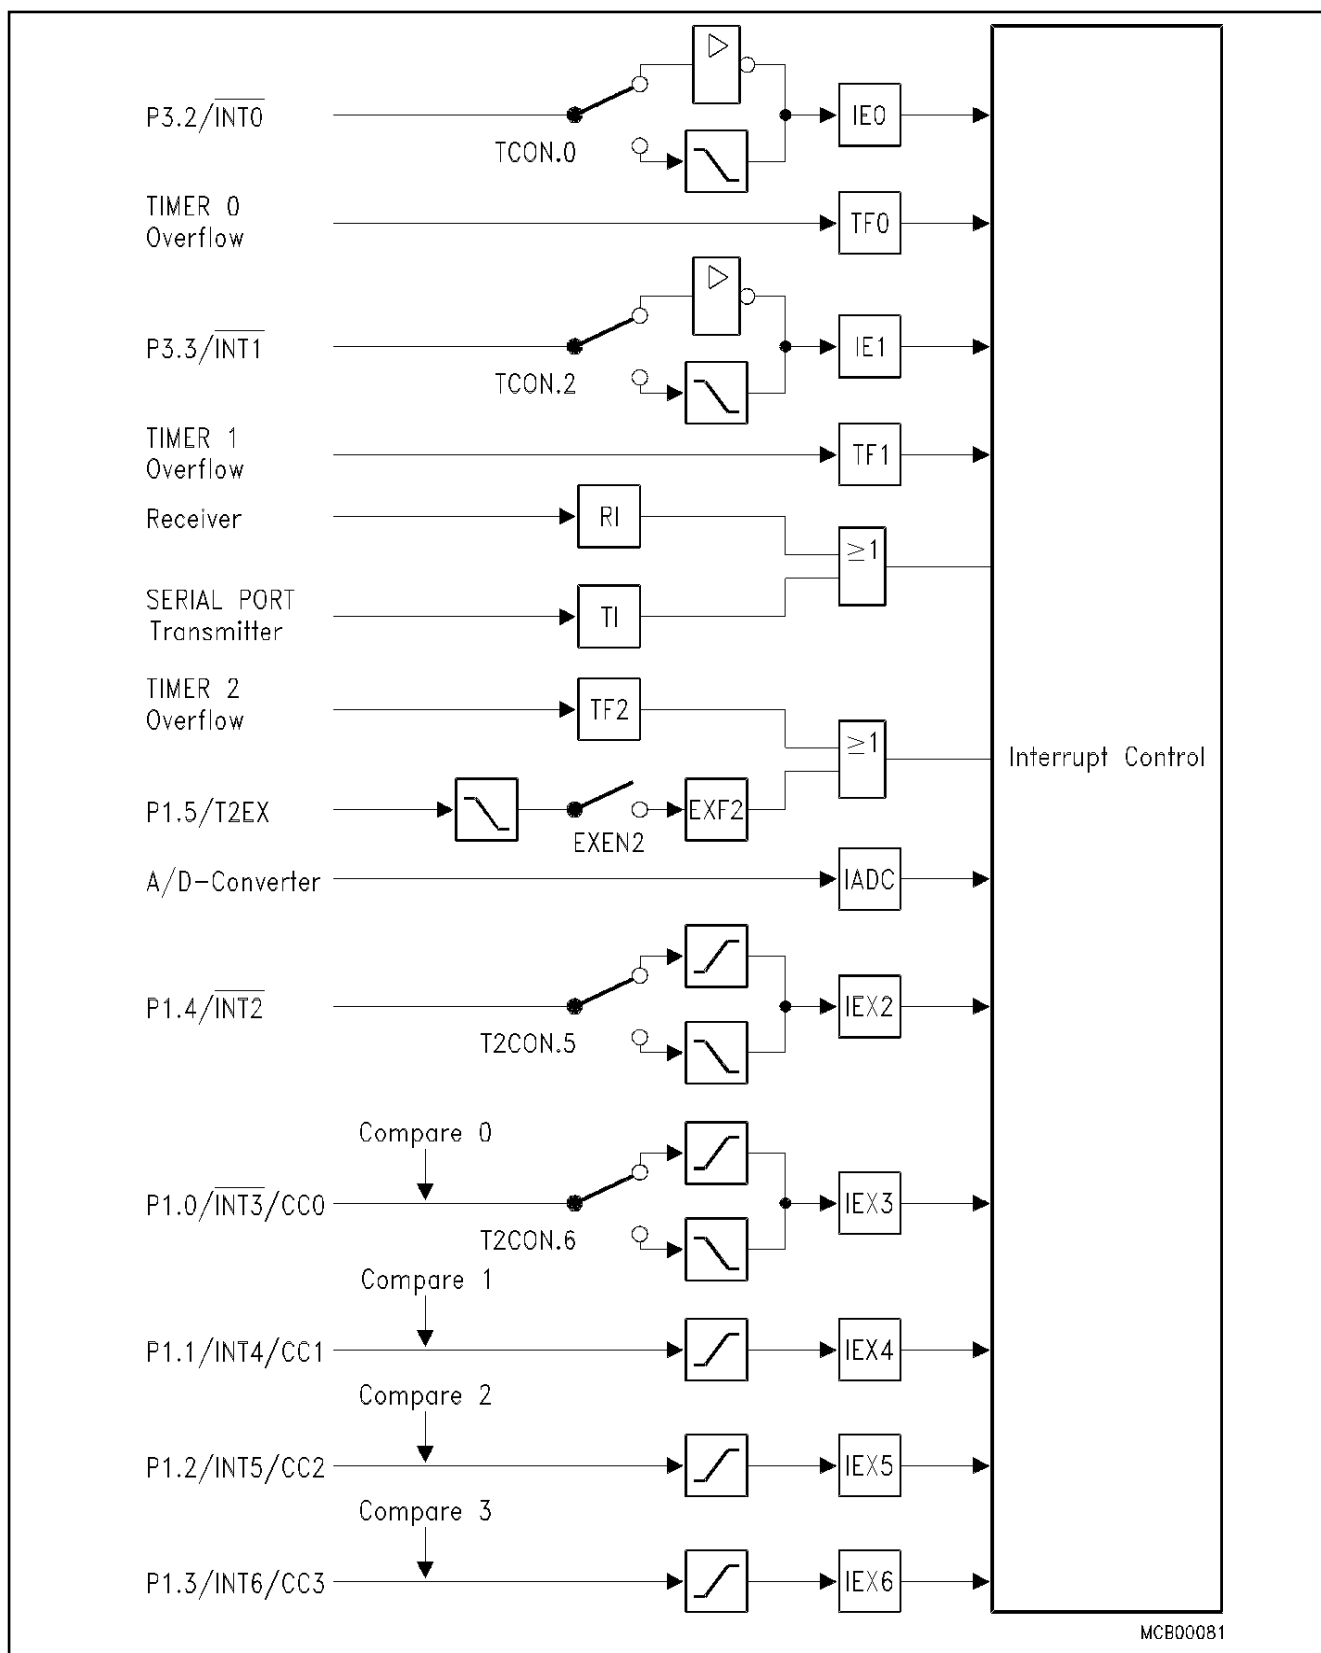 P3.2/INT0
TCON.0
IE0
TIMER 0
Overflow
TF0
P3.3/INT1
TCON.2
IE1
TIMER 1
Overflow
TF1
Receiver
RI
≥1
SERIAL PORT
Transmitter
TI
TIMER 2
Overflow
TF2
≥1
Interrupt Control
P1.5/T2EX
EXEN2
EXF2
A/D-Converter
IADC
P1.4/INT2
T2CON.5
IEX2
Compare 0
P1.0/INT3/CC0
T2CON.6
IEX3
Compare 1
P1.1/INT4/CC1
IEX4
Compare 2
P1.2/INT5/CC2
IEX5
Compare 3
P1.3/INT6/CC3
IEX6
MCB00081